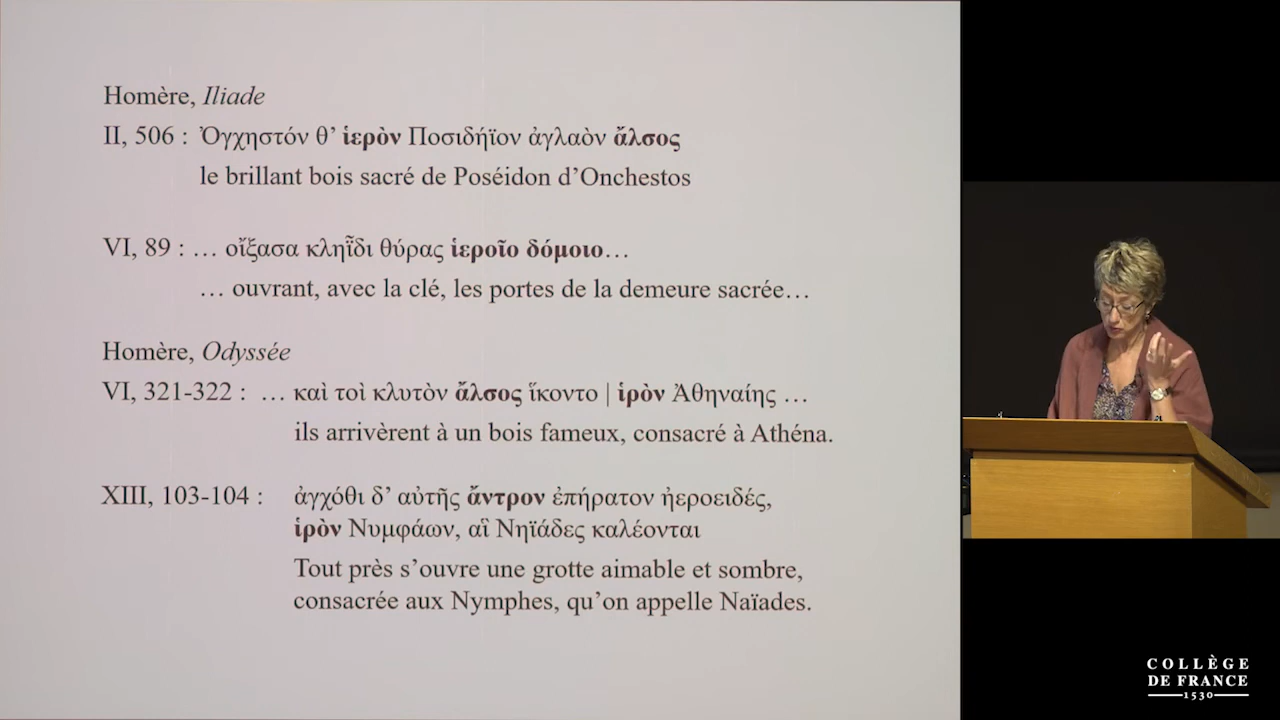 Homère, Iliade
II, 506 : Ὀγχηστόν θ’ ἱερὸν Ποσιδήϊον ἀγλαὸν ἄλσος
le brillant bois sacré de Poséidon d’Onchestos
VI, 89 : … οἴξασα κληῗδι θύρας ἱεροῖο δόμοιο…
… ouvrant, avec la clé, les portes de la demeure sacrée…
Homère, Odyssée
VI, 321-322 : … καὶ τοὶ κλυτὸν ἄλσος ἵκοντο | ἱρὸν Ἀθηναίης …
ils arrivèrent à un bois fameux, consacré à Athéna.
XIII, 103-104 : ἀγχόθι δ’ αὐτῆς ἄντρον ἐπήρατον ἠεροειδές,
ἱρὸν Νυμφάων, αἳ Νηϊάδες καλέονται
Tout près s’ouvre une grotte aimable et sombre,
consacrée aux Nymphes, qu’on appelle Naïades.
COLLÈGE
DE FRANCE
1530